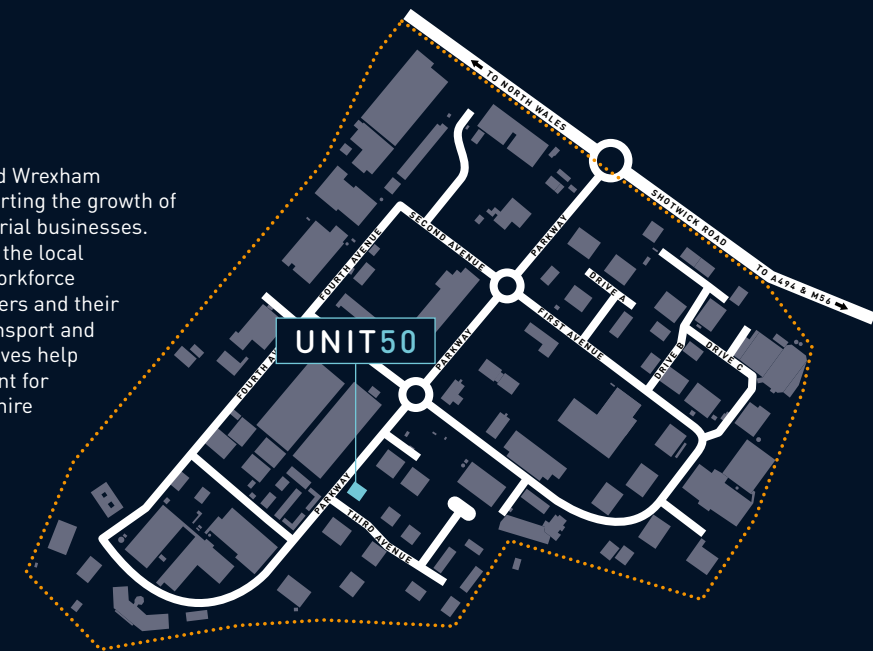 d Wrexham
rting the growth of
rial businesses.
the local
orkforce
ers and their
nsport and
ves help
nt for
hire
TO NORTH WALES
SHOTWICK ROAD
TO A494 & M56
PARKWAY
SECOND AVENUE
FOURTH AVENUE
DRIVE A
FIRST AVENUE
DRIVE B
DRIVE C
PARKWAY
UNIT50
FOURTH AV
PARKWAY
THIRD AVENUE